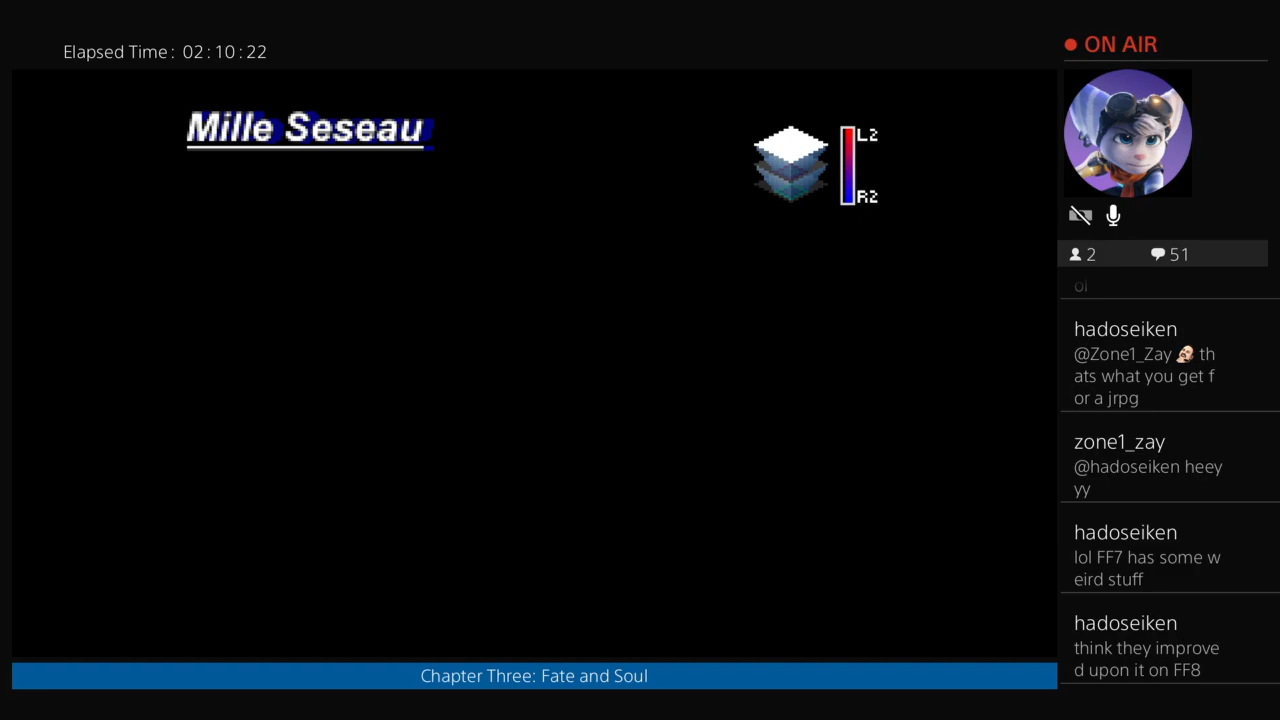 Elapsed Time: 02:10:22
ON AIR
Mille Seseau
L2
R2
2 51
hadoseiken
@Zone1_Zay th
ats what you get f
or a jrpg
zone1_zay
@hadoseiken heey
yy
hadoseiken
lol FF7 has some w
eird stuff
hadoseiken
think they improve
d upon it on FF8
Chapter Three: Fate and Soul